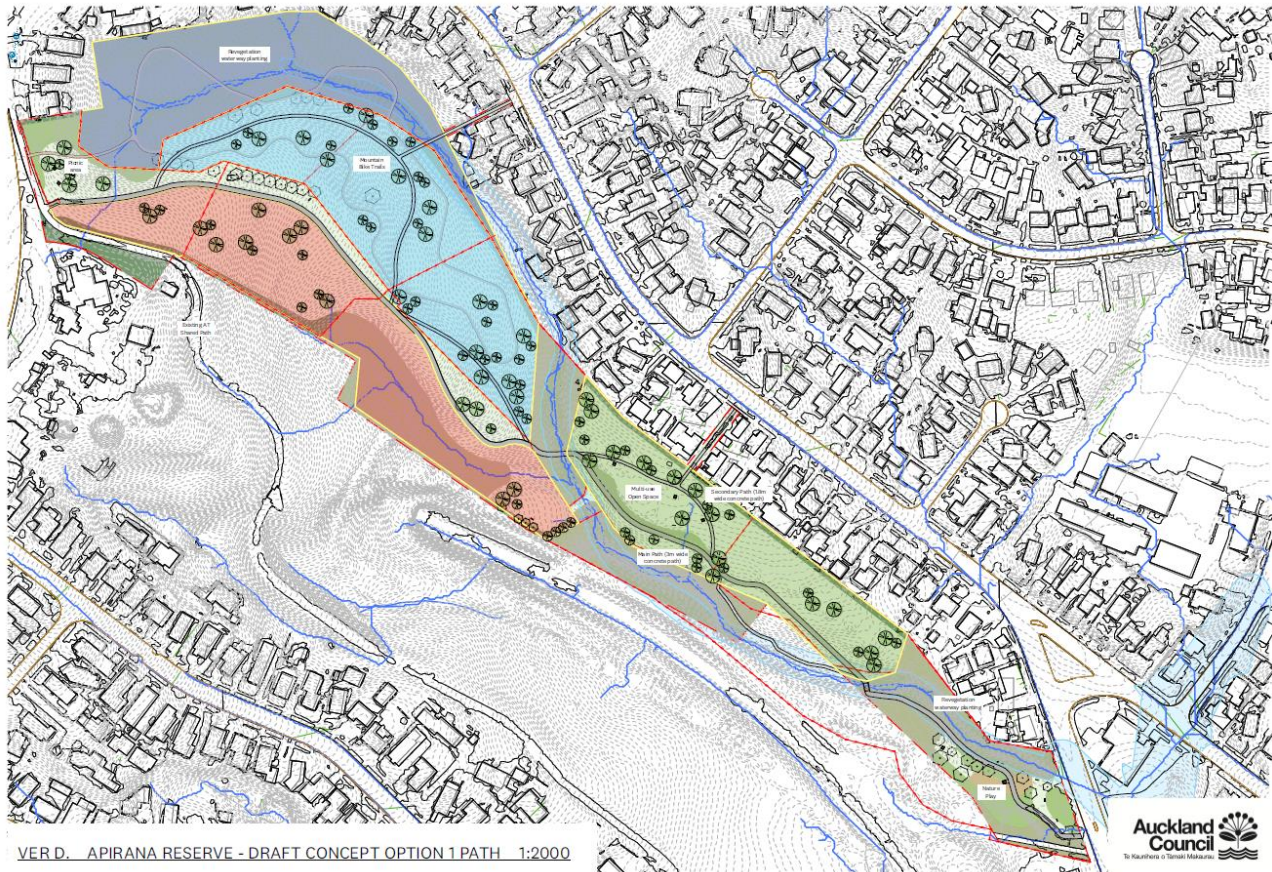 Revegetation
waterway planting
Picnic
area
Mountain
Bike Trails
Existing AT
Shared Path
Multi-use
Open Space
Secondary Path (1.8m
wide concrete path)
Main Path (3m wide
concrete path)
Revegetation
waterway planting
Nature
Play
VER D. APIRANA RESERVE - DRAFT CONCEPT OPTION 1 PATH 1:2000
Auckland
Council
Te Kaunihera o Tāmaki Makaurau